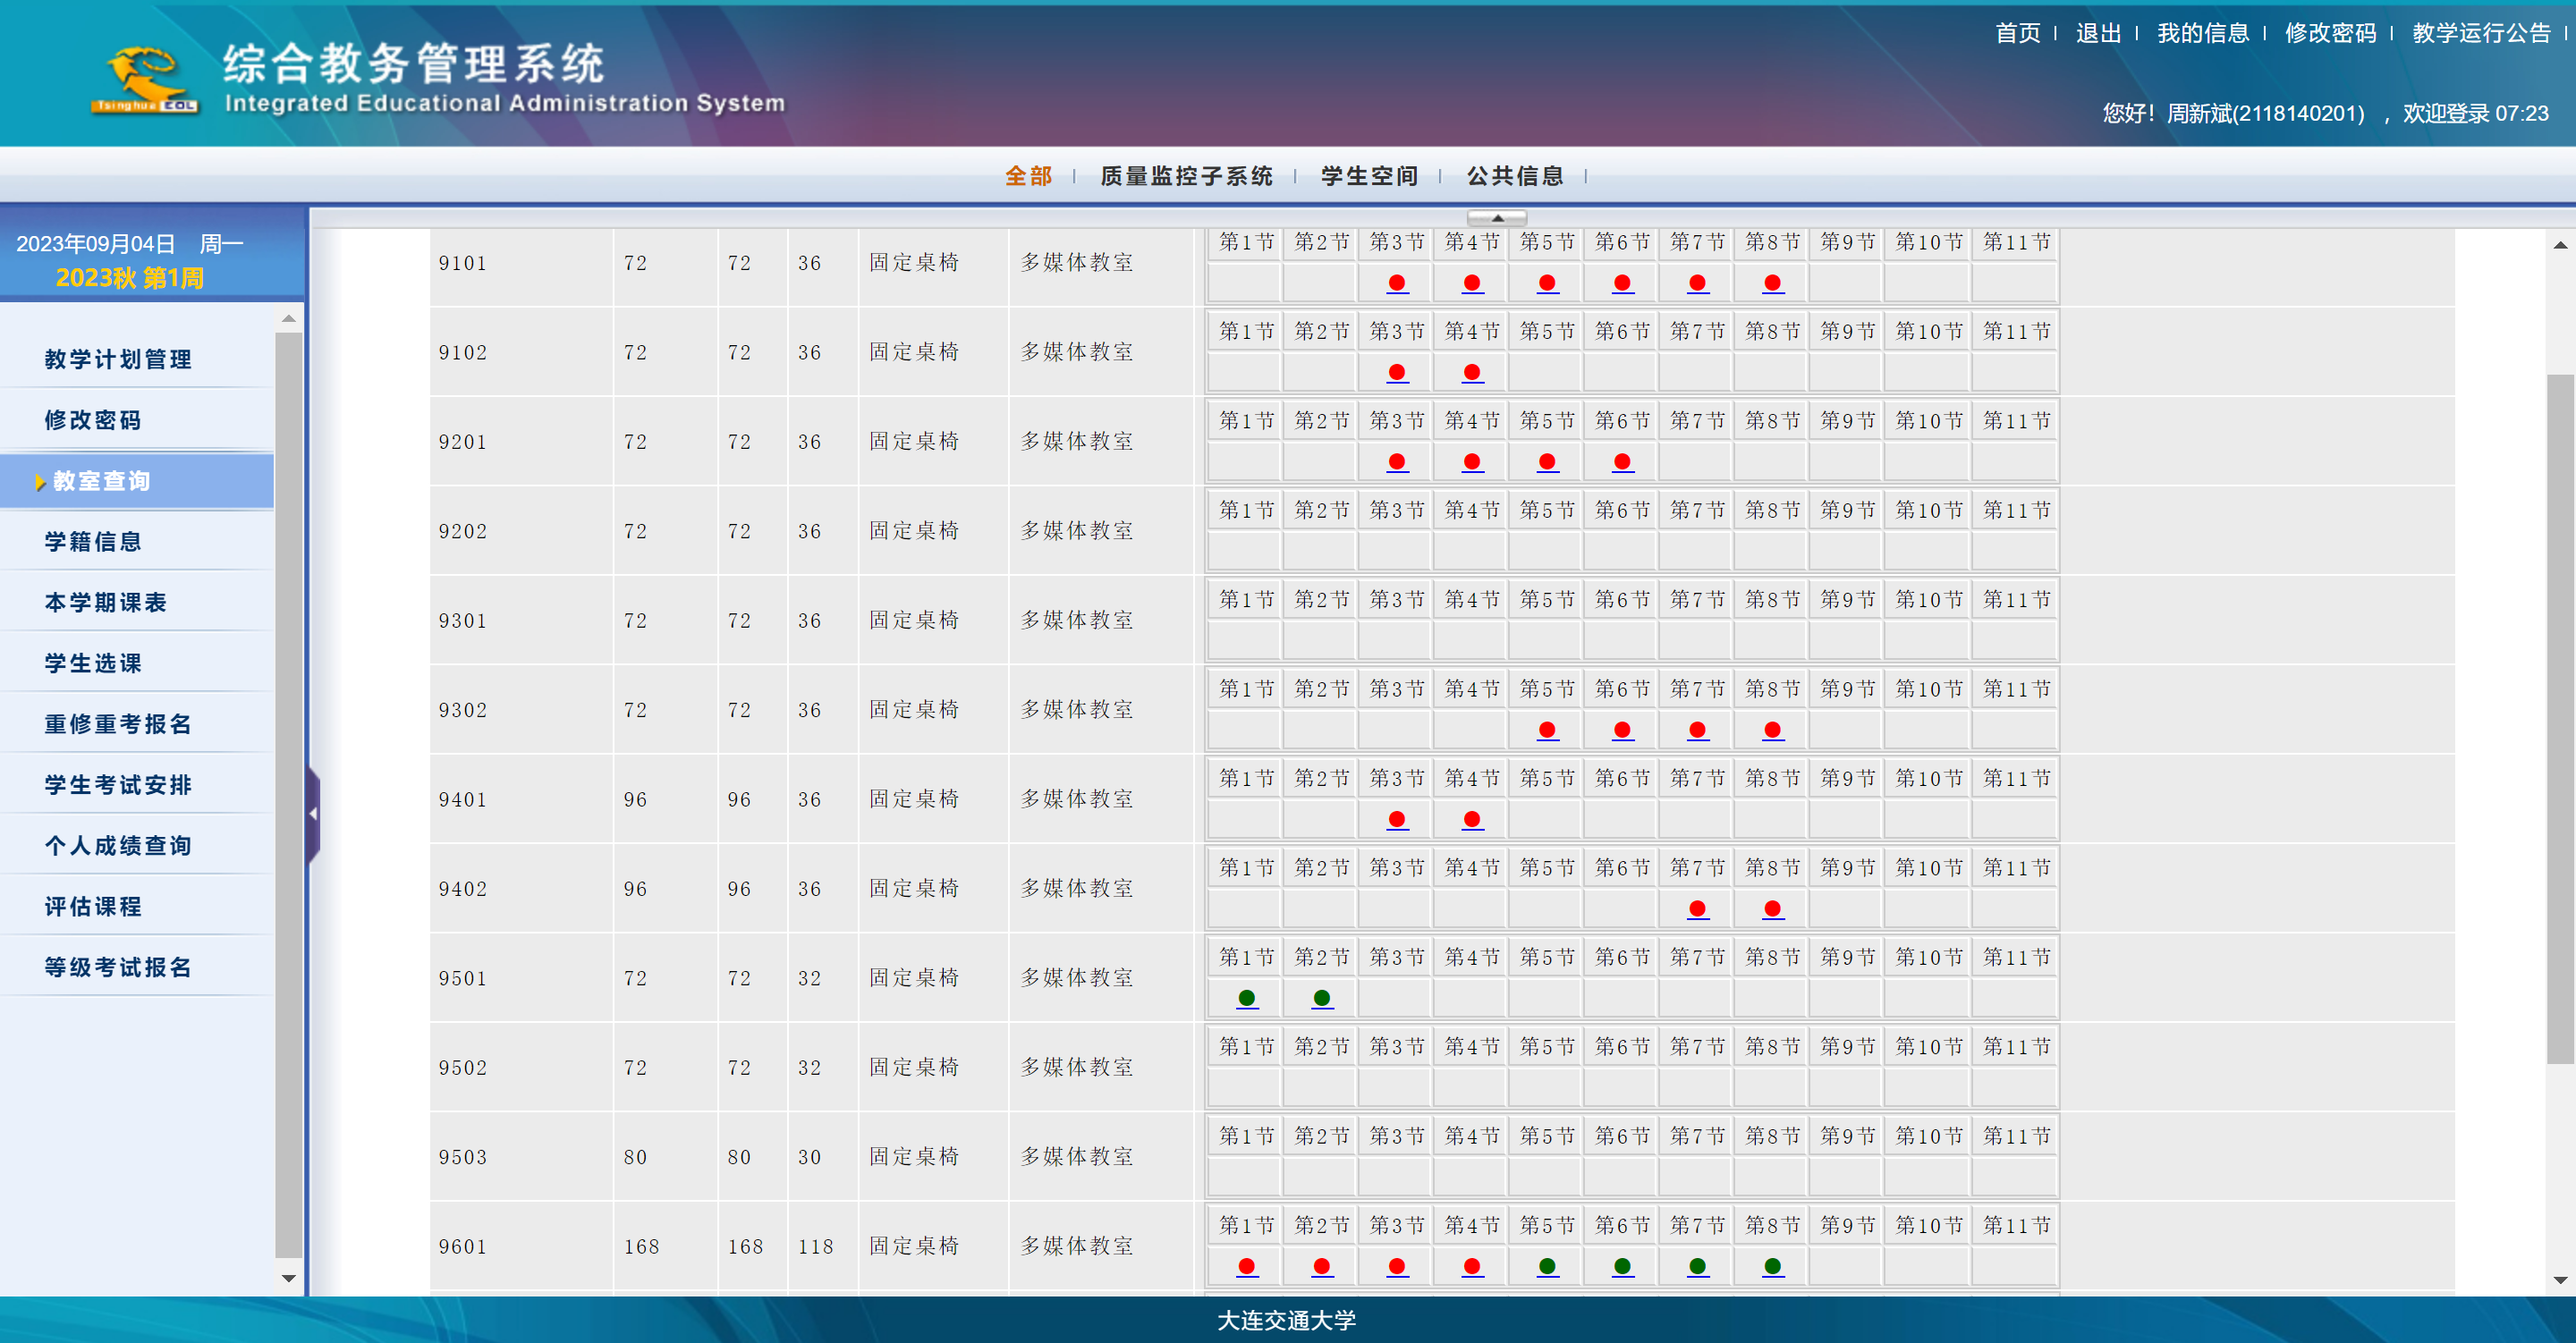 首页 | 退出 | 我的信息 | 修改密码 | 教学运行公告 |
综合教务管理系统
Integrated Educational Administration System
Tsinghua EOL
您好！周新斌(2118140201) ，欢迎登录 07:23
全部 | 质量监控子系统 | 学生空间 | 公共信息 |
2023年09月04日 周一
2023秋 第1周
教学计划管理
修改密码
教室查询
学籍信息
本学期课表
学生选课
重修重考报名
学生考试安排
个人成绩查询
评估课程
等级考试报名
第1节 第2节 第3节 第4节 第5节 第6节 第7节 第8节 第9节 第10节 第11节
9101 72 72 36 固定桌椅 多媒体教室
第1节 第2节 第3节 第4节 第5节 第6节 第7节 第8节 第9节 第10节 第11节
9102 72 72 36 固定桌椅 多媒体教室
第1节 第2节 第3节 第4节 第5节 第6节 第7节 第8节 第9节 第10节 第11节
9201 72 72 36 固定桌椅 多媒体教室
第1节 第2节 第3节 第4节 第5节 第6节 第7节 第8节 第9节 第10节 第11节
9202 72 72 36 固定桌椅 多媒体教室
第1节 第2节 第3节 第4节 第5节 第6节 第7节 第8节 第9节 第10节 第11节
9301 72 72 36 固定桌椅 多媒体教室
第1节 第2节 第3节 第4节 第5节 第6节 第7节 第8节 第9节 第10节 第11节
9302 72 72 36 固定桌椅 多媒体教室
第1节 第2节 第3节 第4节 第5节 第6节 第7节 第8节 第9节 第10节 第11节
9401 96 96 36 固定桌椅 多媒体教室
第1节 第2节 第3节 第4节 第5节 第6节 第7节 第8节 第9节 第10节 第11节
9402 96 96 36 固定桌椅 多媒体教室
第1节 第2节 第3节 第4节 第5节 第6节 第7节 第8节 第9节 第10节 第11节
9501 72 72 32 固定桌椅 多媒体教室
第1节 第2节 第3节 第4节 第5节 第6节 第7节 第8节 第9节 第10节 第11节
9502 72 72 32 固定桌椅 多媒体教室
第1节 第2节 第3节 第4节 第5节 第6节 第7节 第8节 第9节 第10节 第11节
9503 80 80 30 固定桌椅 多媒体教室
第1节 第2节 第3节 第4节 第5节 第6节 第7节 第8节 第9节 第10节 第11节
9601 168 168 118 固定桌椅 多媒体教室
大连交通大学